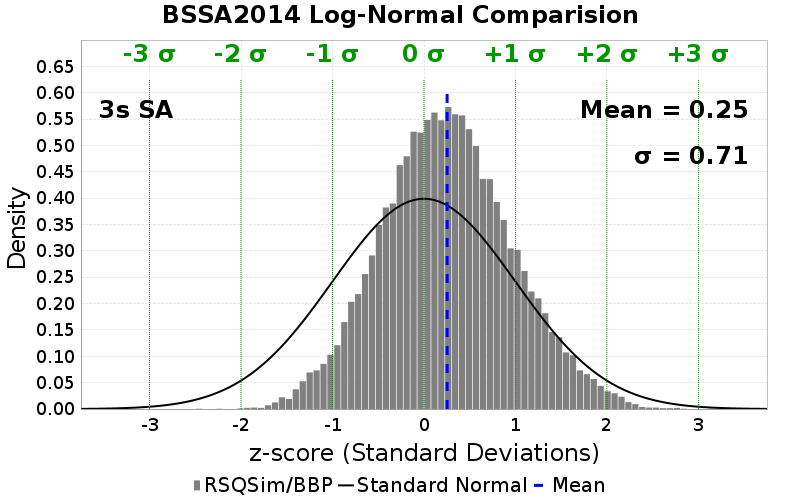 BSSA2014 Log-Normal Comparision
-3 σ -2 σ -1 σ 0 σ +1 σ +2 σ +3 σ
3s SA
Mean = 0.25
σ = 0.71
0.65
0.60
0.55
0.50
0.45
0.40
0.35
0.30
0.25
0.20
0.15
0.10
0.05
0.00
Density
-3 -2 -1 0 1 2 3
z-score (Standard Deviations)
RSQSim/BBP Standard Normal Mean